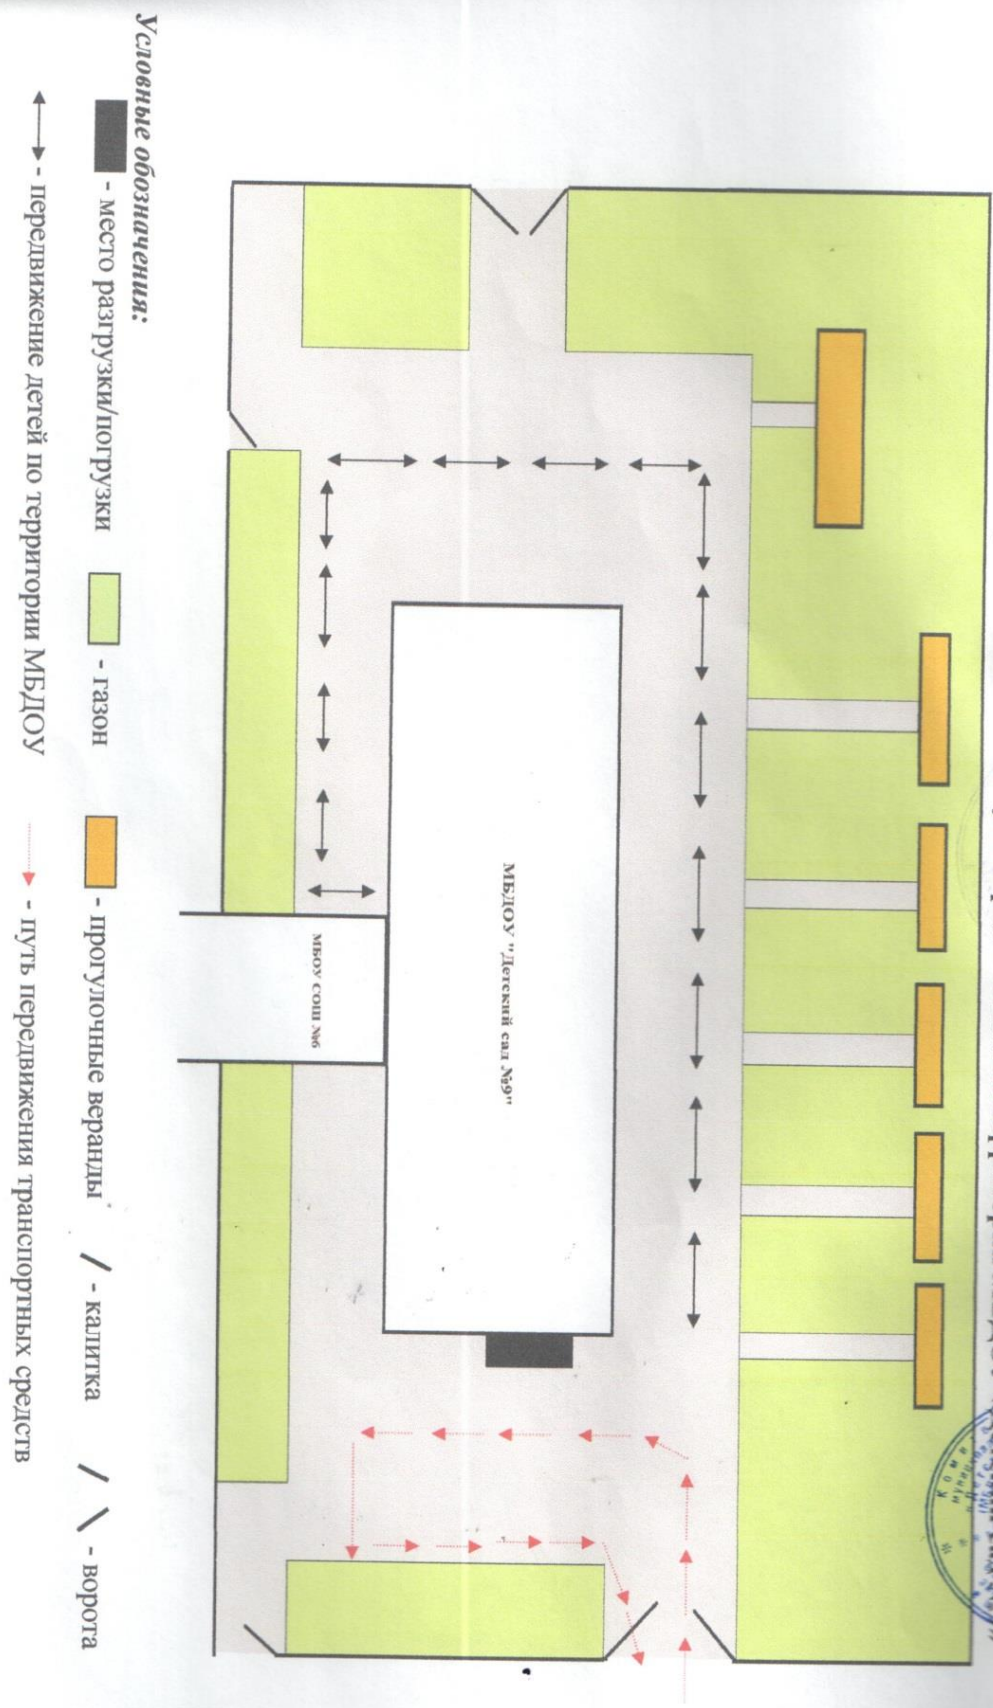 МБДОУ "Детский сад №9"
МБОУ СОШ №6
Условные обозначения:
- место разгрузки/погрузки - газон - прогулочные веранды - калитка - ворота
- передвижение детей по территории МБДОУ - путь передвижения транспортных средств